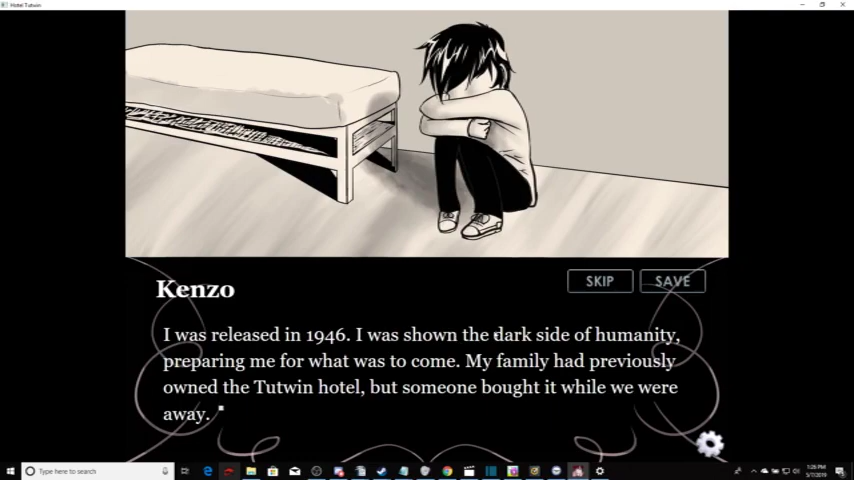 Hotel Tutwin
SKIP
SAVE
Kenzo
I was released in 1946. I was shown the dark side of humanity,
preparing me for what was to come. My family had previously
owned the Tutwin hotel, but someone bought it while we were
away.
Type here to search
1:26 PM
5/7/2019